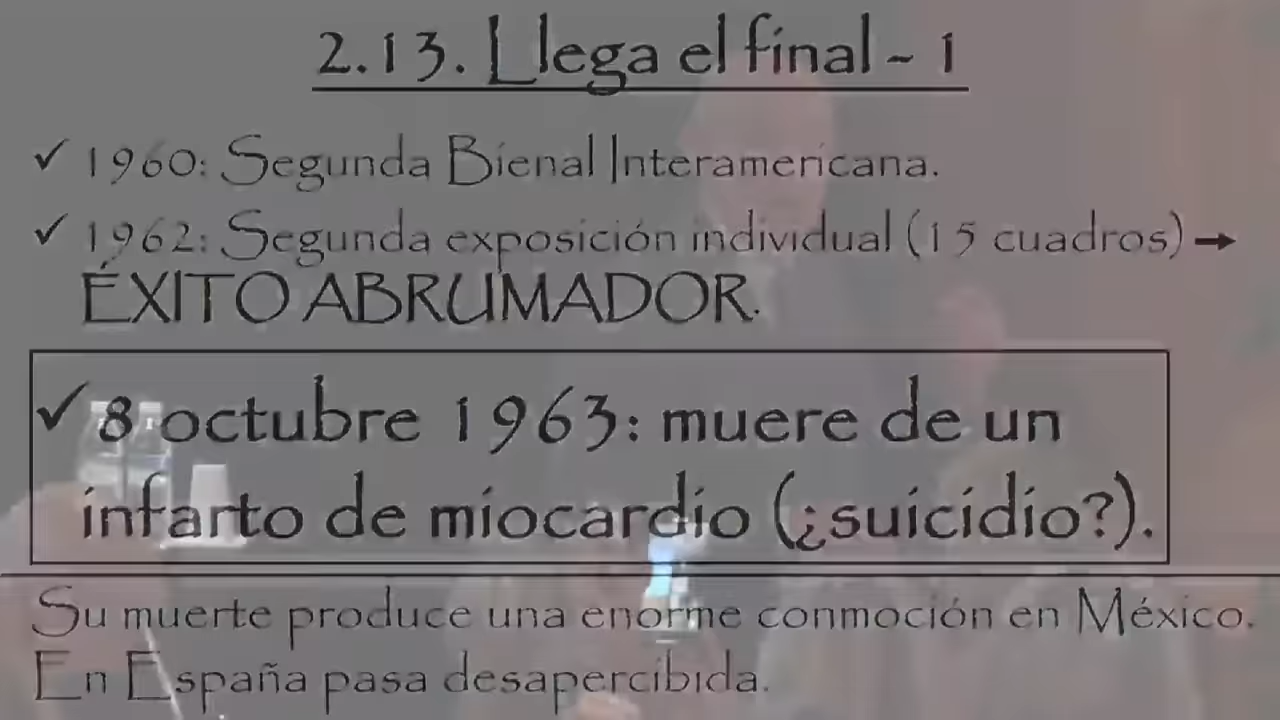 2.13. Llega el final - 1
✓ 1960: Segunda Bienal Interamericana.
✓ 1962: Segunda exposición individual (15 cuadros) →
ÉXITO ABRUMADOR.
✓ 8 octubre 1963: muere de un
infarto de miocardio (¿suicidio?).
Su muerte produce una enorme conmoción en México.
En España pasa desapercibida.